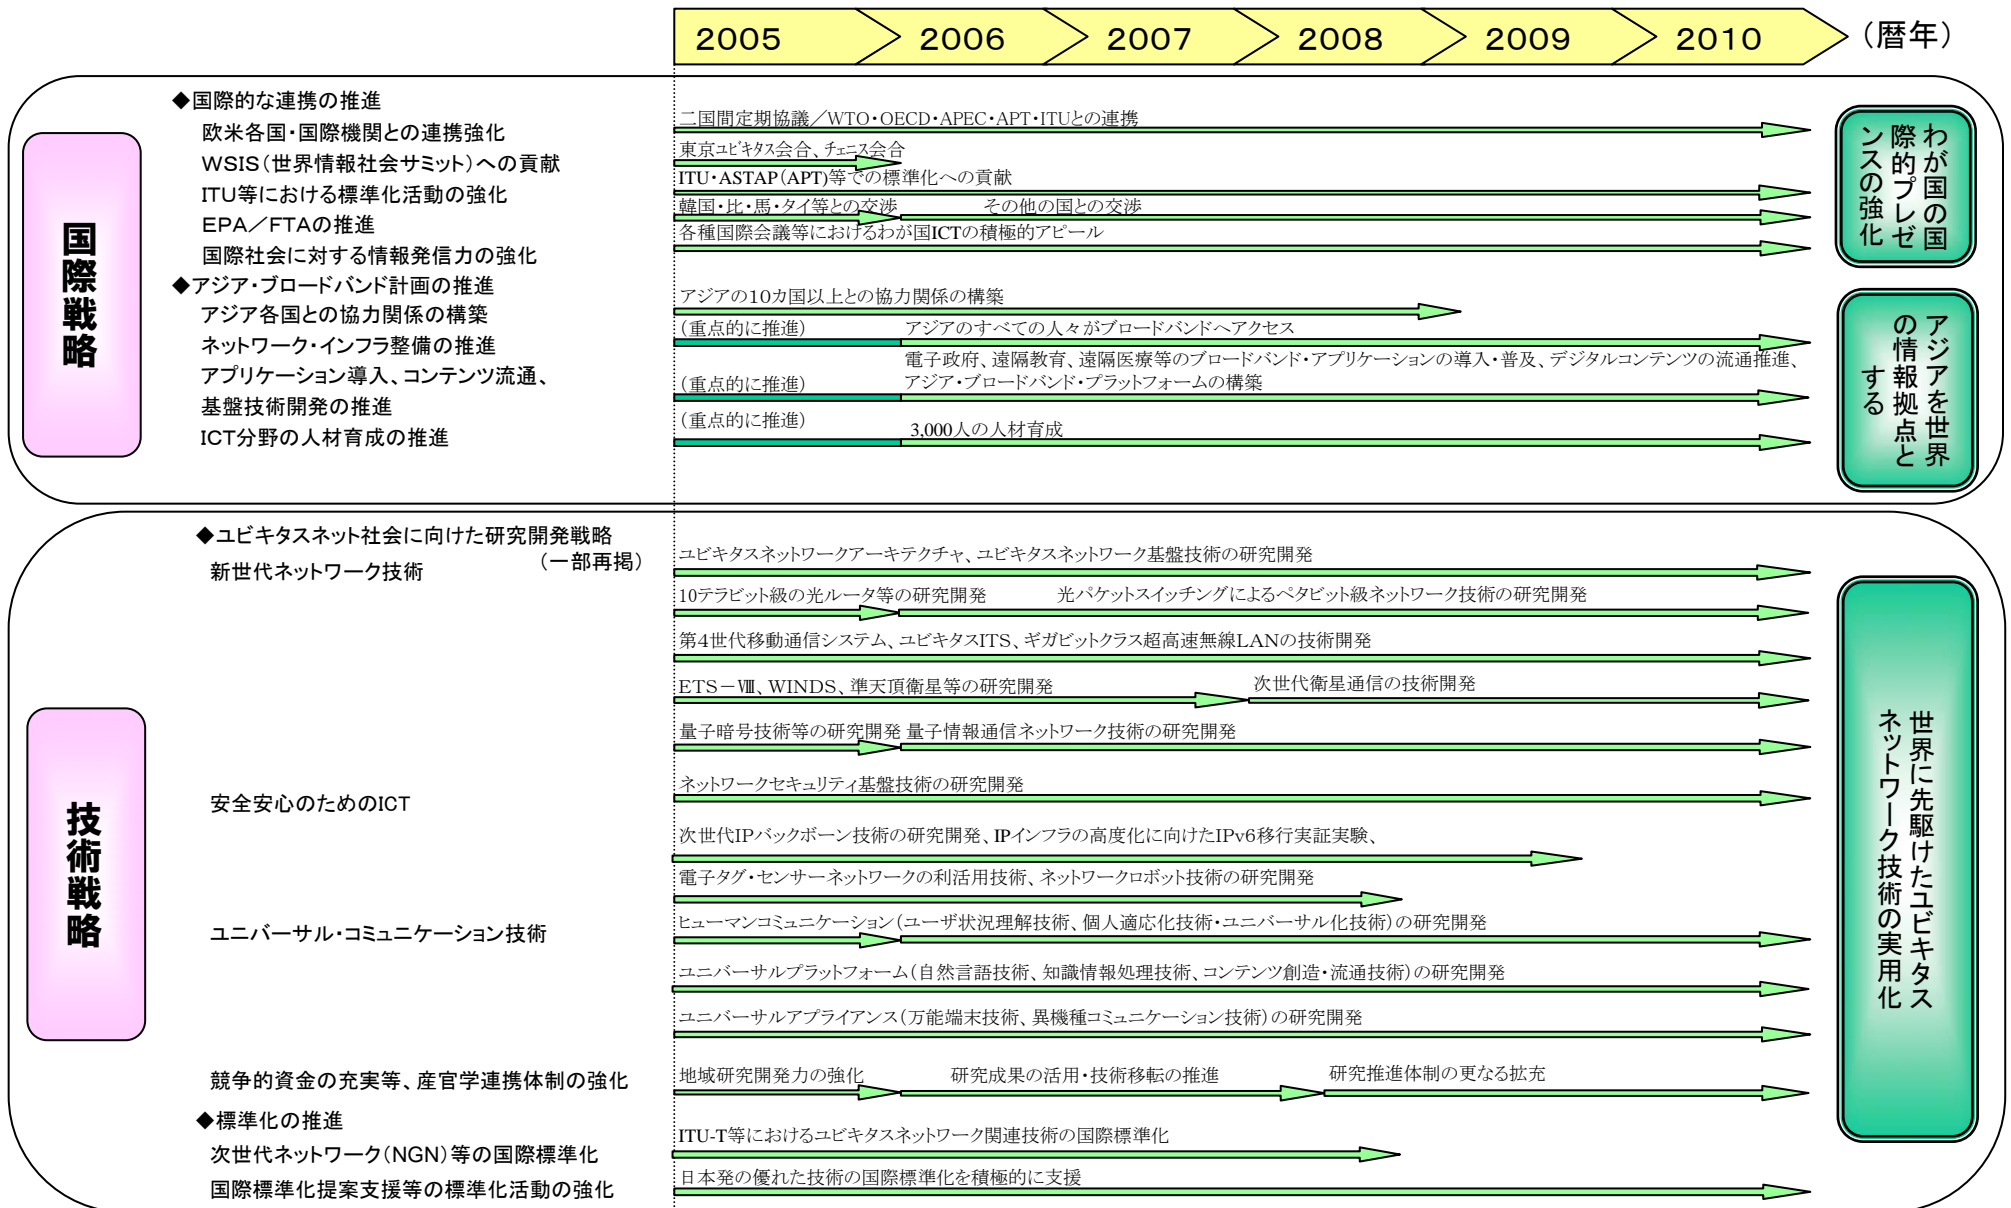 2005
2006
2007
2008
2009
2010
(暦年)
国際戦略
◆国際的な連携の推進
欧米各国・国際機関との連携強化
二国間定期協議／WTO・OECD・APEC・APT・ITUとの連携
WSIS(世界情報社会サミット)への貢献
東京ユビキタス会合、チェニス会合
ITU等における標準化活動の強化
ITU・ASTAP(APT)等での標準化への貢献
EPA／FTAの推進
韓国・比・馬・タイ等との交渉
その他の国との交渉
国際社会に対する情報発信力の強化
各種国際会議等におけるわが国ICTの積極的アピール
わが国の国
際的プレゼ
ンスの強化
◆アジア・ブロードバンド計画の推進
アジア各国との協力関係の構築
アジアの10カ国以上との協力関係の構築
ネットワーク・インフラ整備の推進
(重点的に推進)
アジアのすべての人々がブロードバンドへアクセス
アプリケーション導入、コンテンツ流通、
基盤技術開発の推進
(重点的に推進)
電子政府、遠隔教育、遠隔医療等のブロードバンド・アプリケーションの導入・普及、デジタルコンテンツの流通推進、
アジア・ブロードバンド・プラットフォームの構築
ICT分野の人材育成の推進
(重点的に推進)
3,000人の人材育成
アジアを世界
の情報拠点と
する
技術戦略
◆ユビキタスネット社会に向けた研究開発戦略
(一部再掲)
新世代ネットワーク技術
ユビキタスネットワークアーキテクチャ、ユビキタスネットワーク基盤技術の研究開発
10テラビット級の光ルータ等の研究開発
光パケットスイッチングによるペタビット級ネットワーク技術の研究開発
第4世代移動通信システム、ユビキタスITS、ギガビットクラス超高速無線LANの技術開発
ETS－Ⅷ、WINDS、準天頂衛星等の研究開発
次世代衛星通信の技術開発
量子暗号技術等の研究開発
量子情報通信ネットワーク技術の研究開発
安全安心のためのICT
ネットワークセキュリティ基盤技術の研究開発
次世代IPバックボーン技術の研究開発、IPインフラの高度化に向けたIPv6移行実証実験、
電子タグ・センサーネットワークの利活用技術、ネットワークロボット技術の研究開発
ユニバーサル・コミュニケーション技術
ヒューマンコミュニケーション(ユーザ状況理解技術、個人適応化技術・ユニバーサル化技術)の研究開発
ユニバーサルプラットフォーム(自然言語技術、知識情報処理技術、コンテンツ創造・流通技術)の研究開発
ユニバーサルアプライアンス(万能端末技術、異機種コミュニケーション技術)の研究開発
競争的資金の充実等、産官学連携体制の強化
地域研究開発力の強化
研究成果の活用・技術移転の推進
研究推進体制の更なる拡充
◆標準化の推進
次世代ネットワーク(NGN)等の国際標準化
ITU-T等におけるユビキタスネットワーク関連技術の国際標準化
国際標準化提案支援等の標準化活動の強化
日本発の優れた技術の国際標準化を積極的に支援
世界に先駆けたユビキタス
ネットワーク技術の実用化